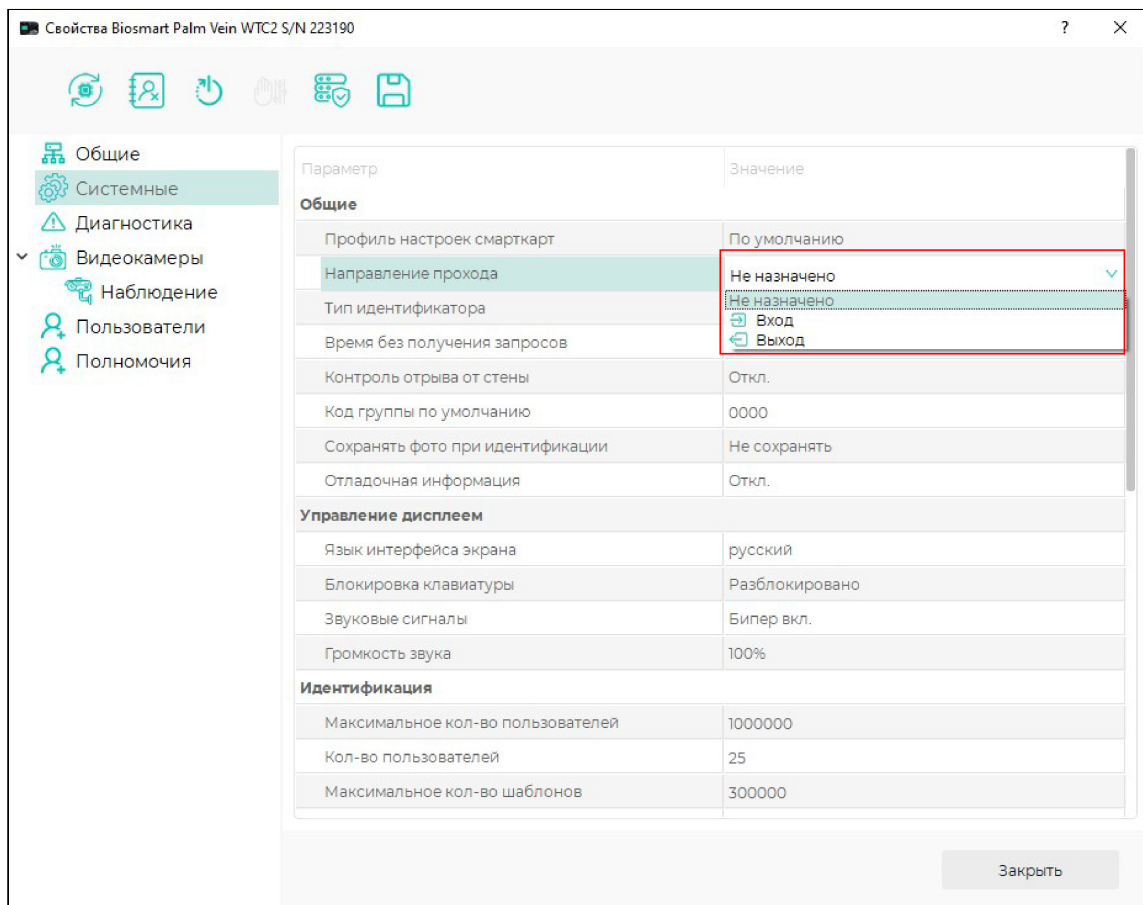 Свойства Biosmart Palm Vein WTC2 S/N 223190
?
Общие
Системные
Диагностика
Видеокамеры
Наблюдение
Пользователи
Полномочия
Параметр Значение
Общие
Профиль настроек смарткарт По умолчанию
Направление прохода Не назначено
Не назначено
Вход
Выход
Тип идентификатора
Время без получения запросов
Контроль отрыва от стены Откл.
Код группы по умолчанию 0000
Сохранять фото при идентификации Не сохранять
Отладочная информация Откл.
Управление дисплеем
Язык интерфейса экрана русский
Блокировка клавиатуры Разблокировано
Звуковые сигналы Бипер вкл.
Громкость звука 100%
Идентификация
Максимальное кол-во пользователей 1000000
Кол-во пользователей 25
Максимальное кол-во шаблонов 300000
Закрыть